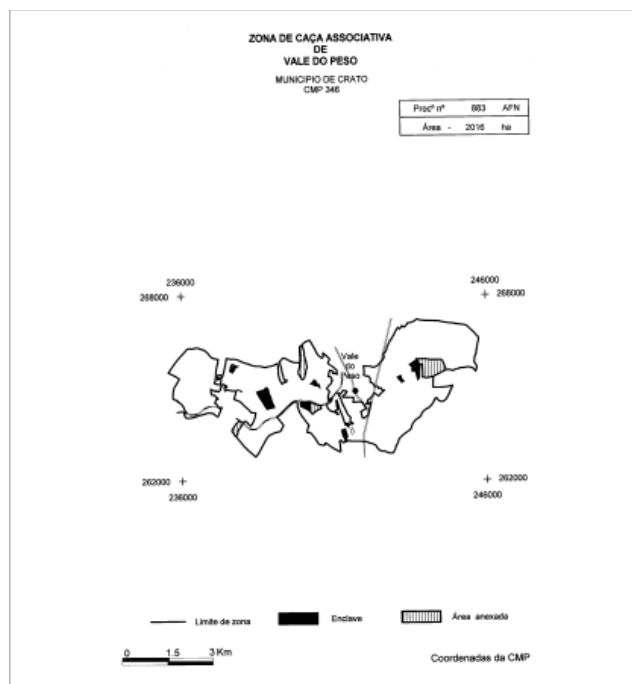 ZONA DE CAÇA ASSOCIATIVA
DE
VALE DO PESO
MUNICIPIO DE CRATO
CMP 346
Procº nº 883 AFN
Área - 2016 ha
236000
268000
246000
268000
Vale
do
Peso
262000
236000
262000
246000
Limite de zona
Enclave
Área anexada
0 1.5 3 Km
Coordenadas da CMP